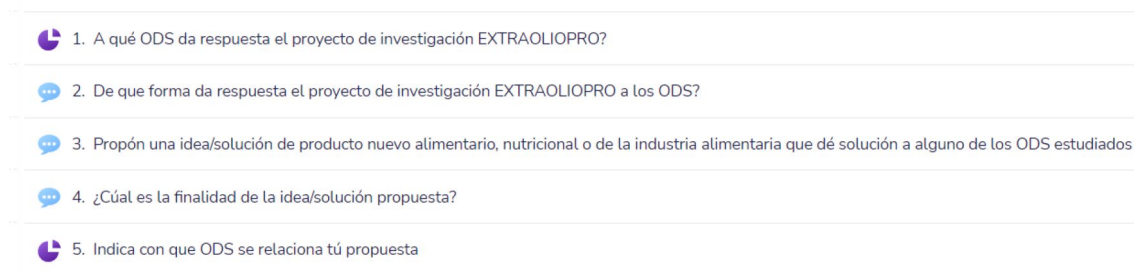 1. A qué ODS da respuesta el proyecto de investigación EXTRAOLIOPRO?
2. De que forma da respuesta el proyecto de investigación EXTRAOLIOPRO a los ODS?
3. Propón una idea/solución de producto nuevo alimentario, nutricional o de la industria alimentaria que dé solución a alguno de los ODS estudiados
4. ¿Cúal es la finalidad de la idea/solución propuesta?
5. Indica con que ODS se relaciona tú propuesta